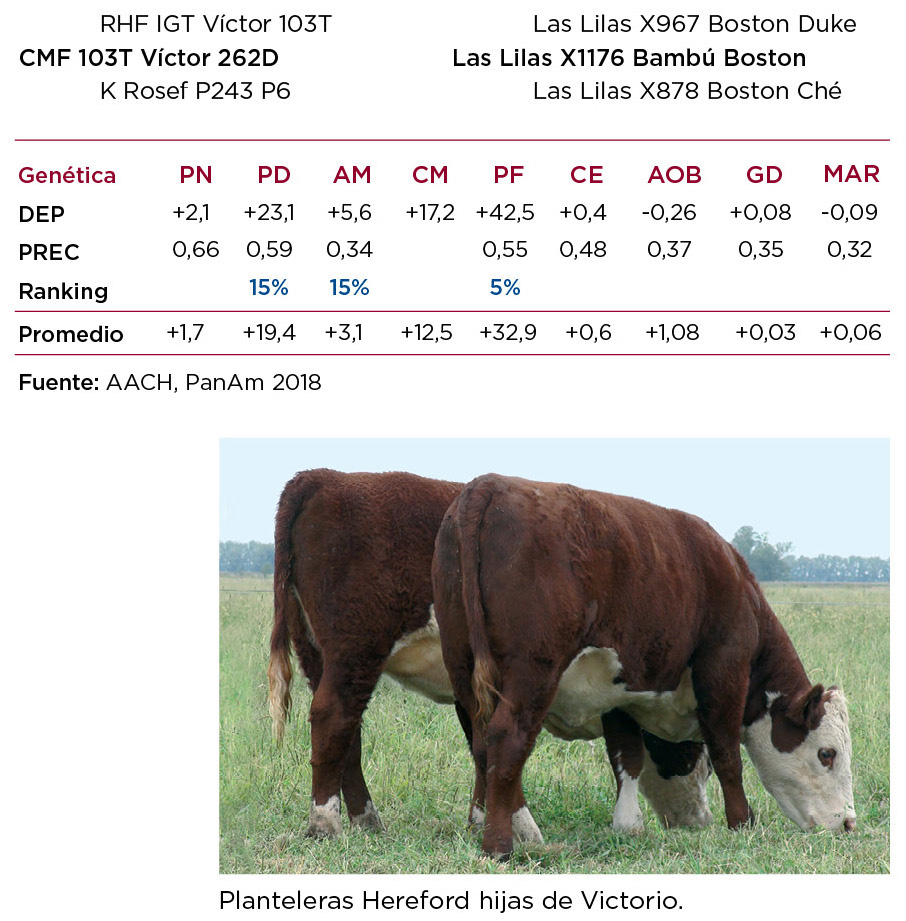 RHF IGT Víctor 103T Las Lilas X967 Boston Duke
CMF 103T Víctor 262D Las Lilas X1176 Bambú Boston
K Rosef P243 P6 Las Lilas X878 Boston Ché
Genética PN PD AM CM PF CE AOB GD MAR
DEP +2,1 +23,1 +5,6 +17,2 +42,5 +0,4 -0,26 +0,08 -0,09
PREC 0,66 0,59 0,34 0,55 0,48 0,37 0,35 0,32
Ranking 15% 15% 5%
Promedio +1,7 +19,4 +3,1 +12,5 +32,9 +0,6 +1,08 +0,03 +0,06
Fuente: AACH, PanAm 2018
Planteleras Hereford hijas de Victorio.